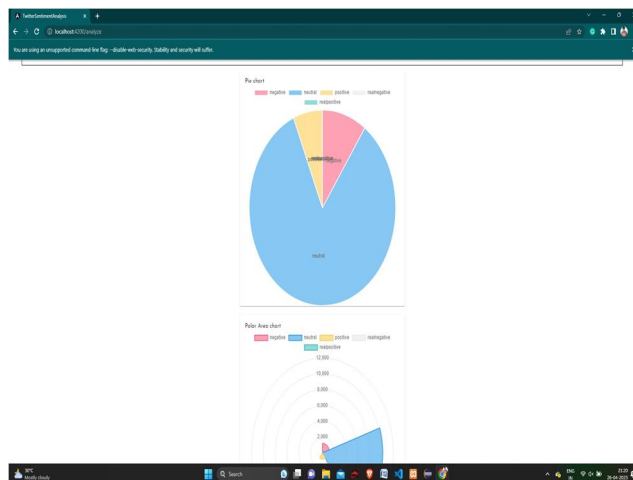 TwitterSentimentAnalysis
localhost:4200/analyze
You are using an unsupported command-line flag: --disable-web-security. Stability and security will suffer.
Pie chart
negative neutral positive realnegative
realpositive
negative
neutral
Polar Area chart
negative neutral positive realnegative
realpositive
12,000
10,000
8,000
6,000
4,000
2,000
30°C
Mostly cloudy
Search
ENG
IN
21:20
26-04-2023